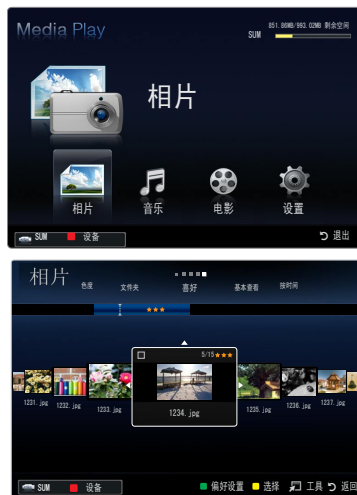 Media Play
SUM
851.86MB/993.02MB 剩余空间
相片
相片
音乐
电影
设置
SUM
设备
退出
相片
色度
文件夹
喜好
基本查看
按时间
5/15
1231. jpg
1232. jpg
1233. jpg
1234. jpg
1235. jpg
1236. jpg
1237. jpg
SUM
设备
偏好设置
选择
工具
返回